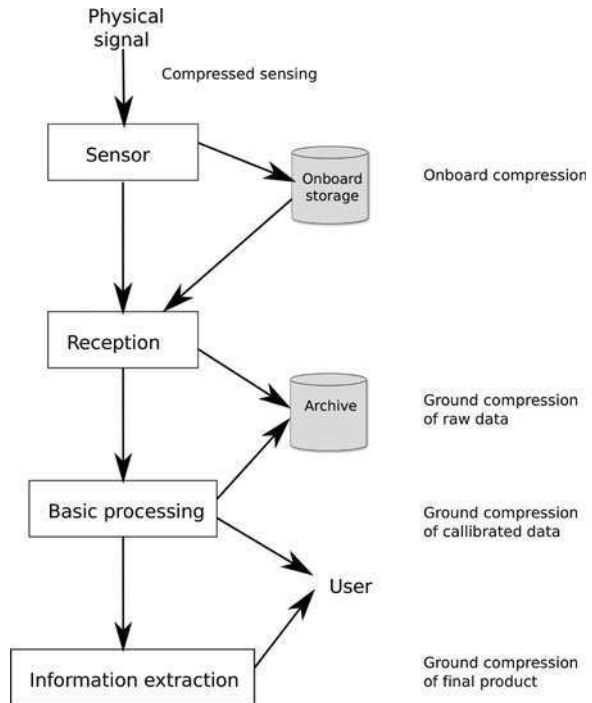 Physical
signal
Compressed sensing
Sensor
Onboard
storage
Onboard compression
Reception
Archive
Ground compression
of raw data
Basic processing
Ground compression
of callibrated data
User
Information extraction
Ground compression
of final product